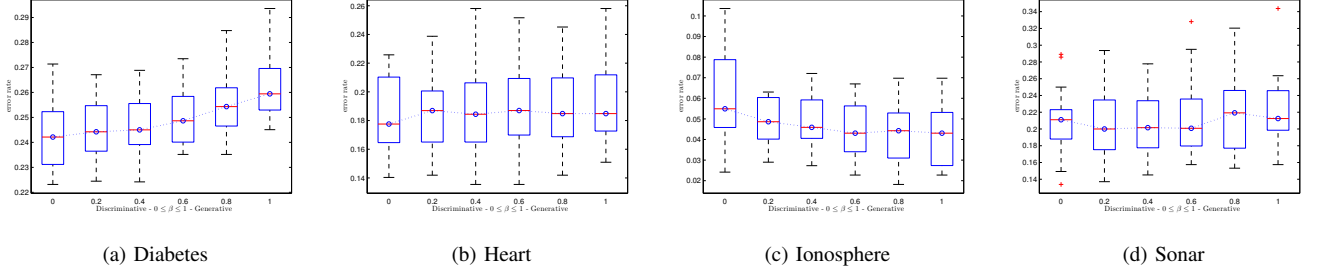 error rate
0.29
0.28
0.27
0.26
0.25
0.24
0.23
0.22
0 0.2 0.4 0.6 0.8 1
Discriminative - 0 ≤ β ≤ 1 - Generative
(a) Diabetes
error rate
0.26
0.24
0.22
0.2
0.18
0.16
0.14
0 0.2 0.4 0.6 0.8 1
Discriminative - 0 ≤ β ≤ 1 - Generative
(b) Heart
error rate
0.1
0.09
0.08
0.07
0.06
0.05
0.04
0.03
0.02
0 0.2 0.4 0.6 0.8 1
Discriminative - 0 ≤ β ≤ 1 - Generative
(c) Ionosphere
error rate
0.34
0.32
0.3
0.28
0.26
0.24
0.22
0.2
0.18
0.16
0.14
0 0.2 0.4 0.6 0.8 1
Discriminative - 0 ≤ β ≤ 1 - Generative
(d) Sonar